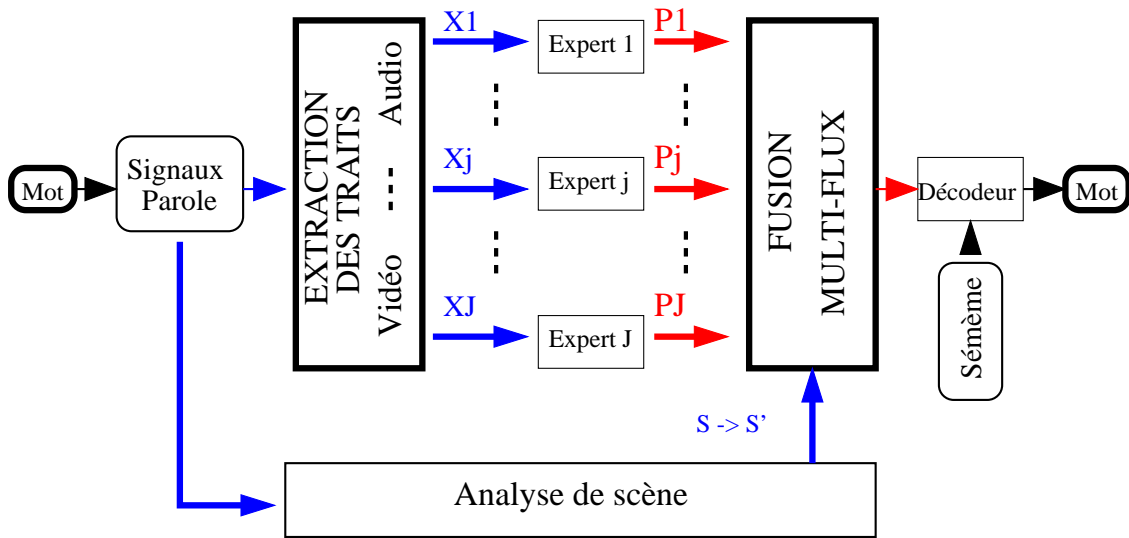 Mot
Signaux
Parole
EXTRACTION
DES TRAITS
Vidéo --- Audio
X1
Expert 1
P1
Xj
Expert j
Pj
XJ
Expert J
PJ
FUSION
MULTI-FLUX
Décodeur
Mot
Sémème
S -> S'
Analyse de scène